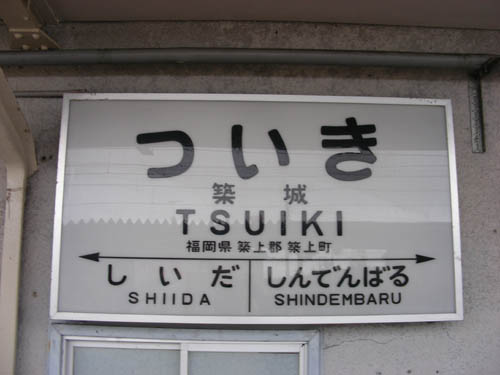 ついき
築城
TSUIKI
福岡県 築上郡 築上町
しいだ しんでんばる
SHIIDA SHINDEMBARU